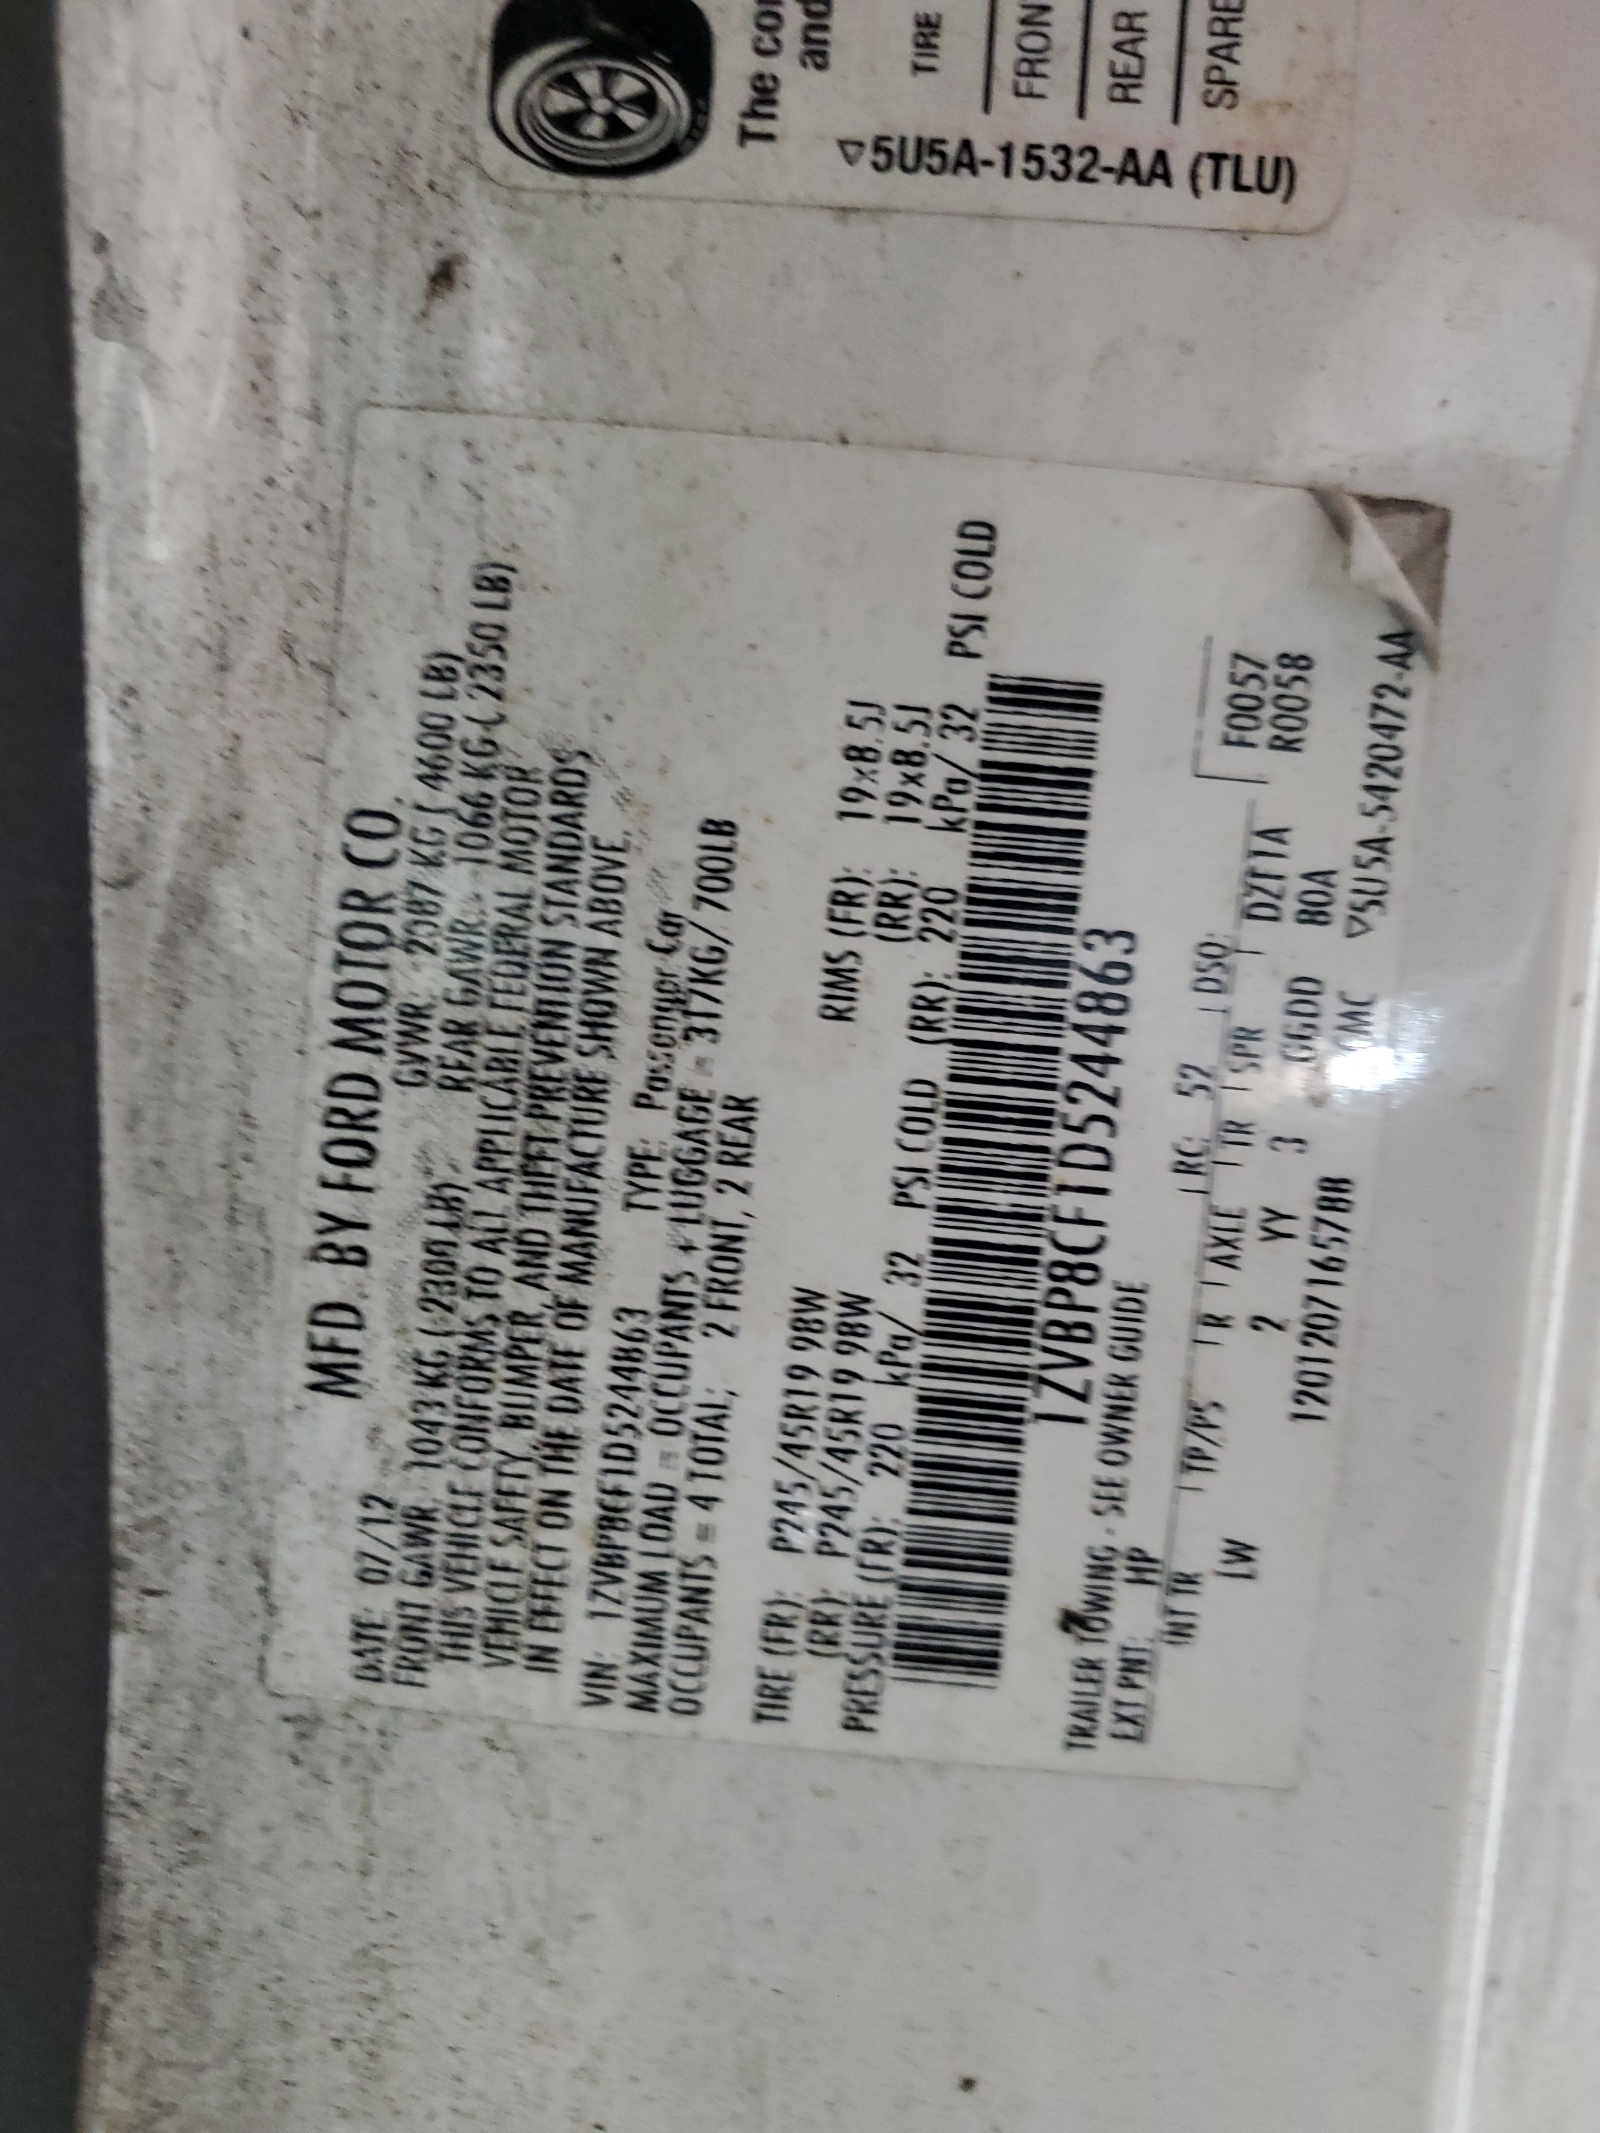 MFD. BY FORD MOTOR CO.
DATE: 07/12 GVWR: 2087 KG ( 4600 LB)
FRONT GAWR: 1043 KG ( 2300 LB) REAR GAWR: 1066 KG ( 2350 LB)
THIS VEHICLE CONFORMS TO ALL APPLICABLE FEDERAL MOTOR
VEHICLE SAFETY, BUMPER, AND THEFT PREVENTION STANDARDS
IN EFFECT ON THE DATE OF MANUFACTURE SHOWN ABOVE.
VIN: 1ZVBP8CF1D5244863 TYPE: Passenger Car
MAXIMUM LOAD = OCCUPANTS + LUGGAGE = 317KG/700LB
OCCUPANTS = 4 TOTAL; 2 FRONT, 2 REAR
TIRE (FR): P245/45R19 98W RIMS (FR): 19x8.5J
(RR): P245/45R19 98W (RR): 19x8.5J
PRESSURE (FR): 220 kPa/ 32 PSI COLD (RR): 220 kPa/ 32 PSI COLD
1ZVBP8CF1D5244863
TRAILER TOWING - SEE OWNER GUIDE
EXT PNT: HP RC: 52 DSO:
INT TR TP/PS R AXLE TR SPR DZTTA F0057
LW 2 YY 3 GGDD 80A R0058
▽5U5A-5420472-AA
The co
and
TIRE
FRON
REAR
SPARE
▽5U5A-1532-AA (TLU)